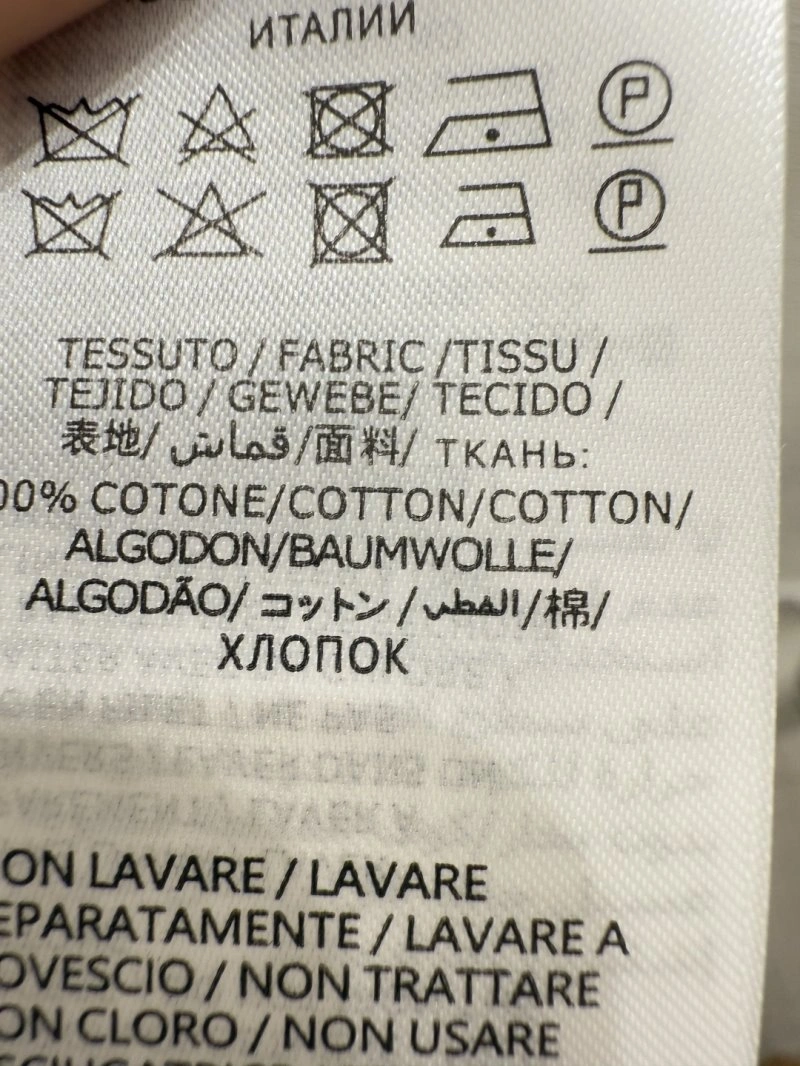 ИТАЛИИ
P
P
TESSUTO / FABRIC /TISSU /
TEJIDO / GEWEBE/ TECIDO /
表地/ قماش/面料/ ТКАНЬ:
00% COTONE/COTTON/COTTON/
ALGODON/BAUMWOLLE/
ALGODÃO/ コットン /القطن/棉/
ХЛОПОК
ON LAVARE / LAVARE
EPARATAMENTE / LAVARE A
OVESCIO / NON TRATTARE
ON CLORO / NON USARE